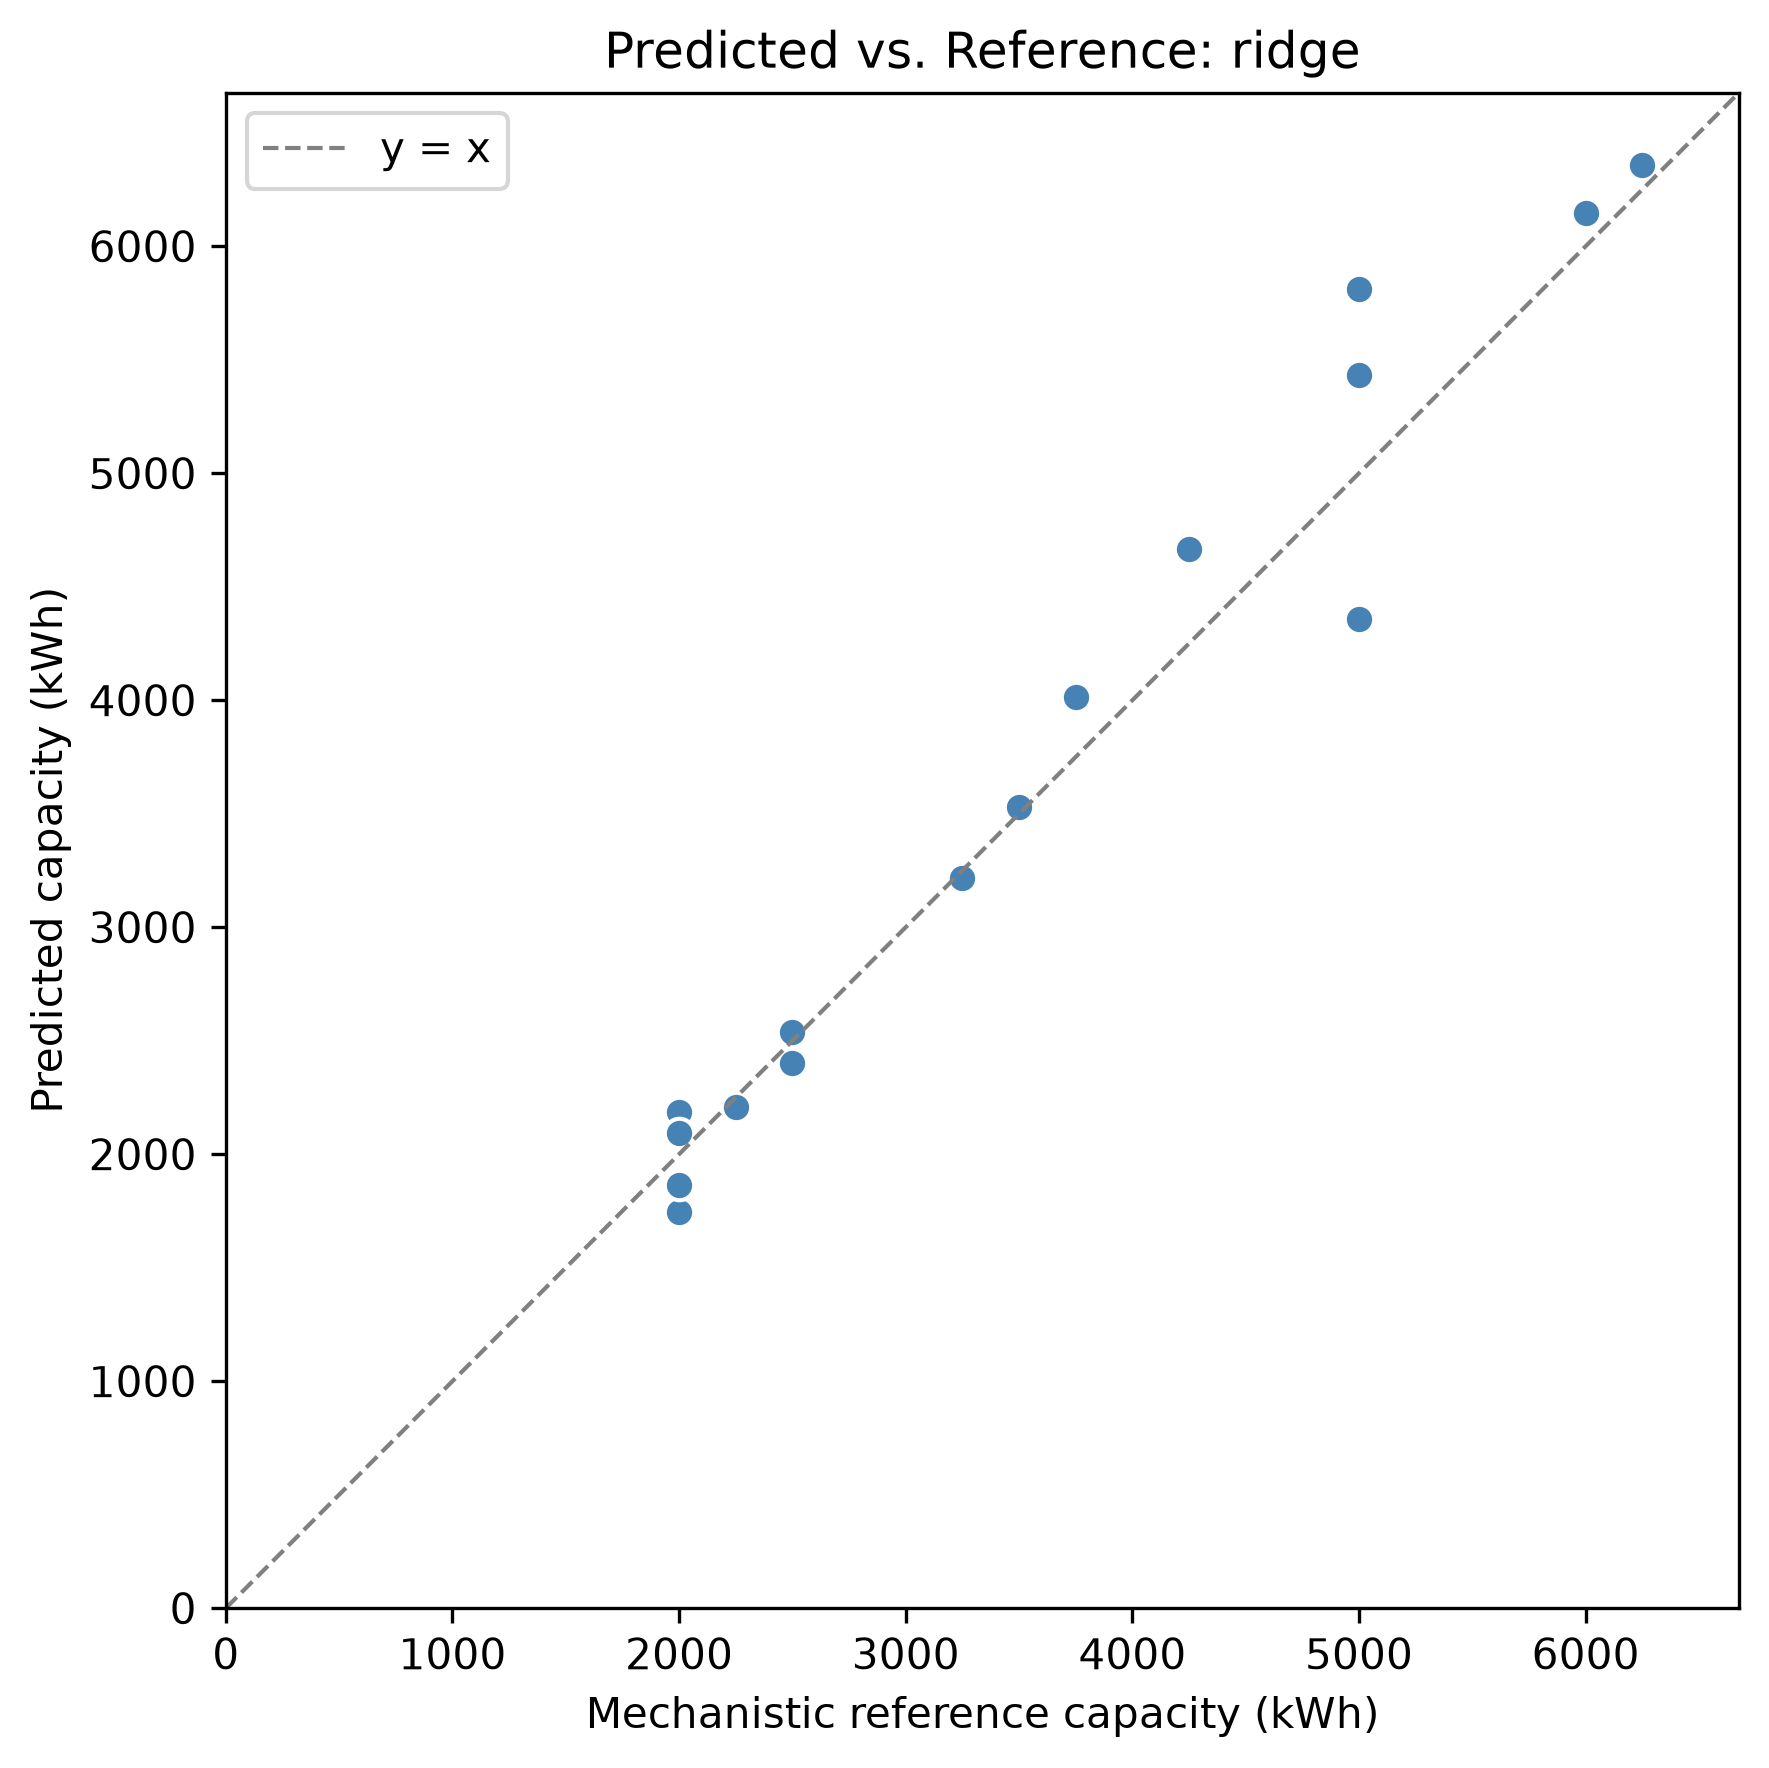 Predicted vs. Reference: ridge
y = x
6000
5000
4000
3000
2000
1000
0
Predicted capacity (kWh)
0 1000 2000 3000 4000 5000 6000
Mechanistic reference capacity (kWh)